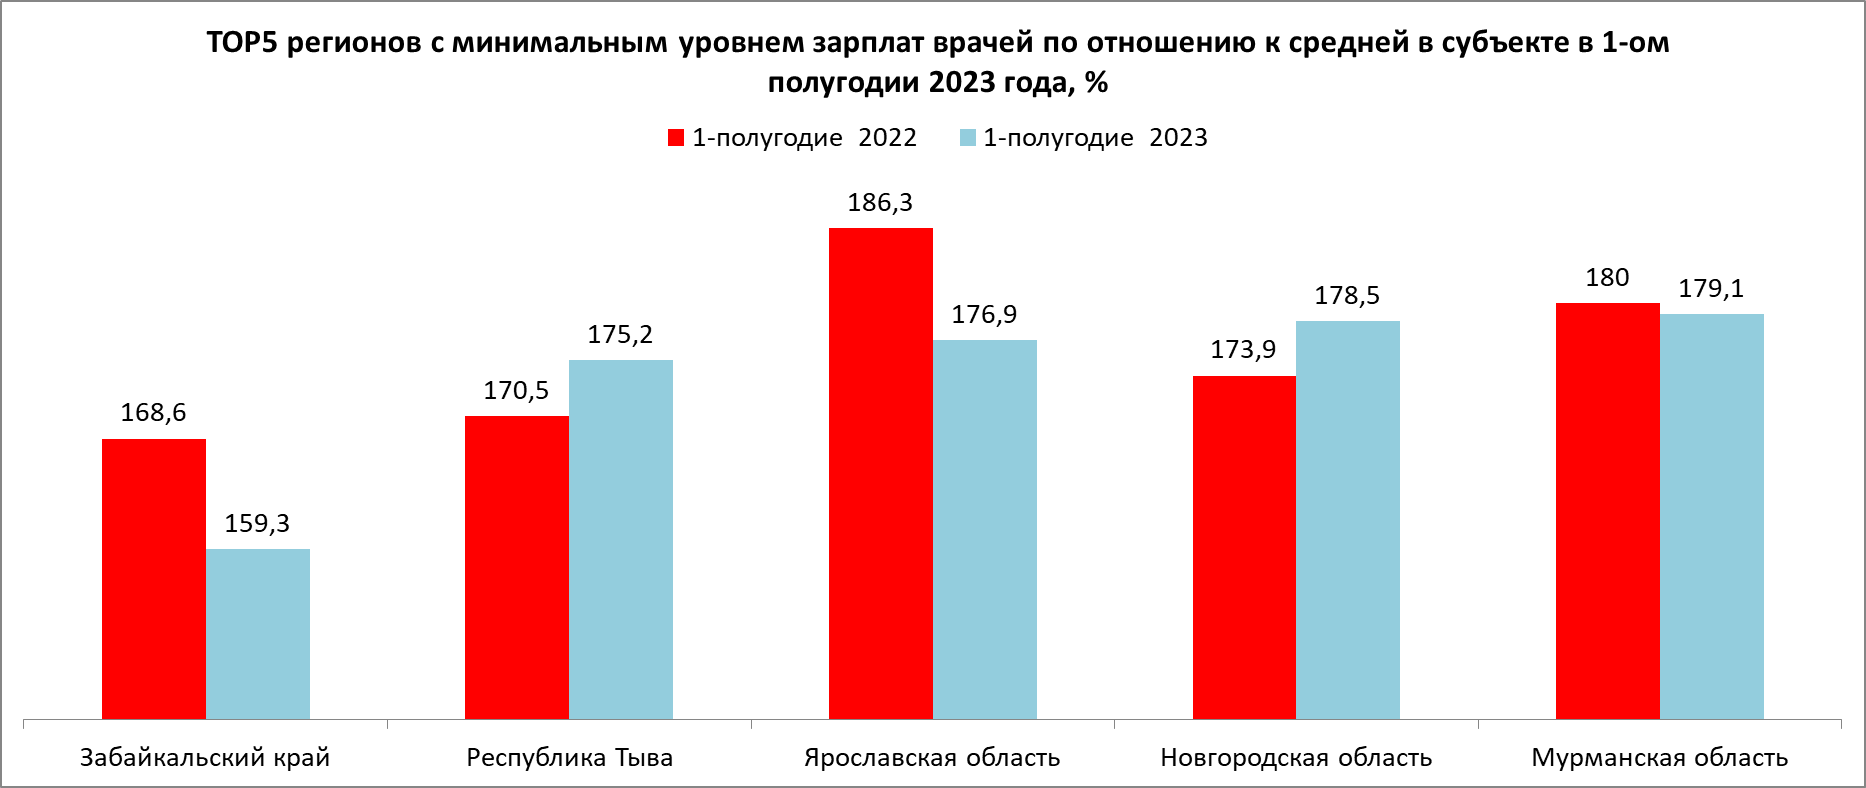 TOP5 регионов с минимальным уровнем зарплат врачей по отношению к средней в субъекте в 1-ом
полугодии 2023 года, %
1-полугодие 2022
1-полугодие 2023
168,6
159,3
170,5
175,2
186,3
176,9
173,9
178,5
180
179,1
Забайкальский край
Республика Тыва
Ярославская область
Новгородская область
Мурманская область